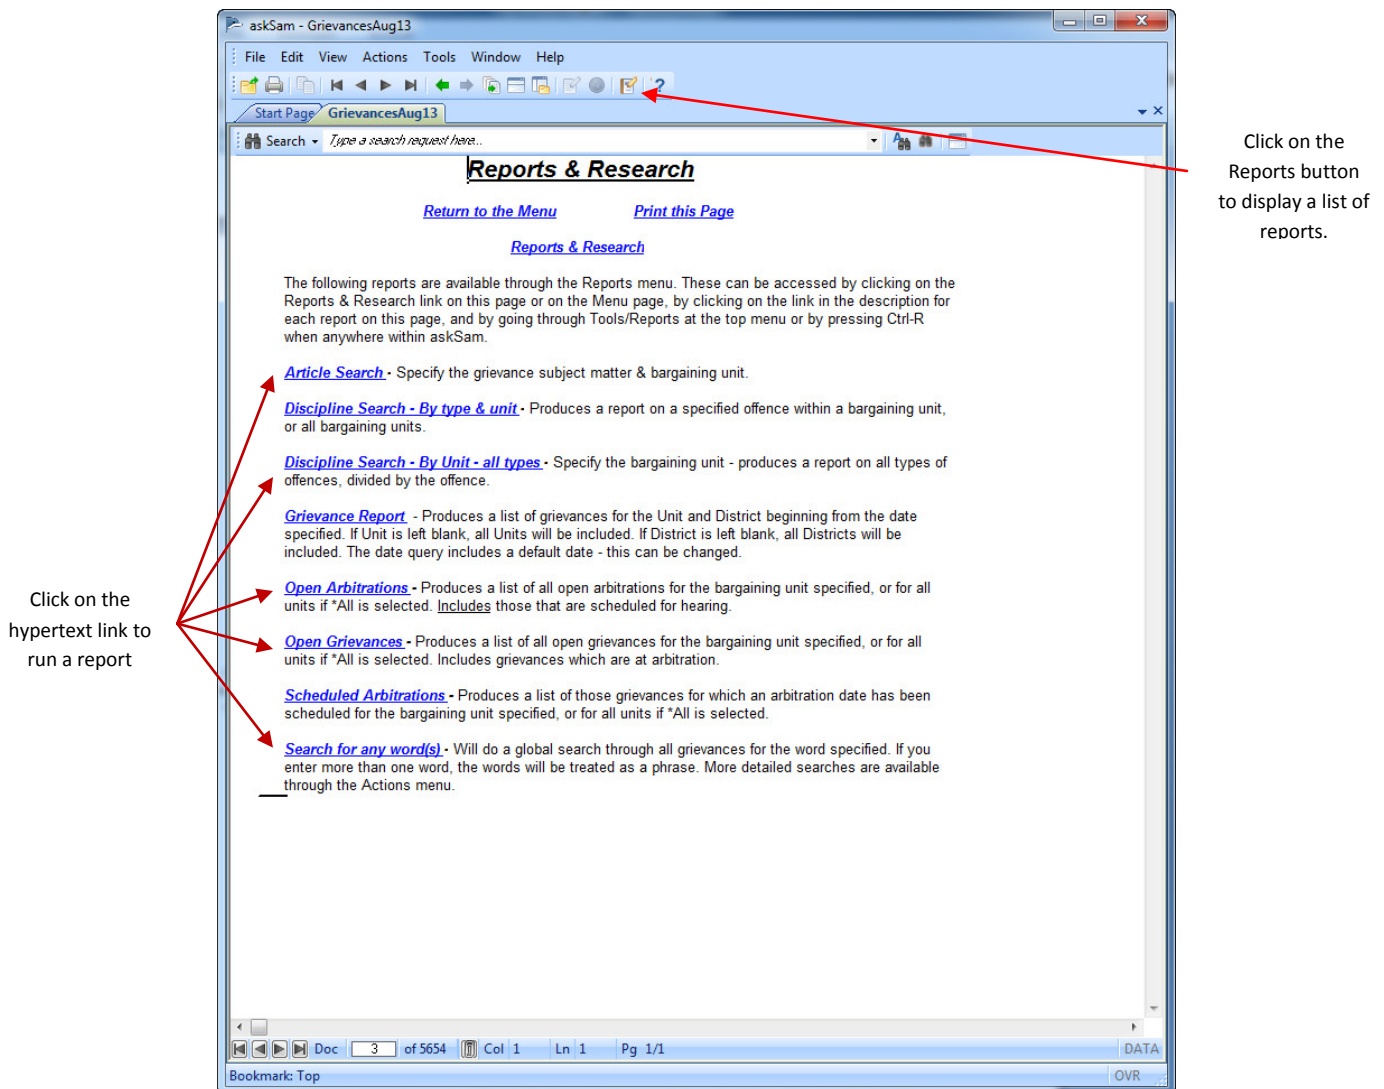 askSam - GrievancesAug13
File Edit View Actions Tools Window Help
Start Page GrievancesAug13
Search Type a search request here...
Click on the
Reports button
to display a list of
reports.
Reports & Research
Return to the Menu Print this Page
Reports & Research
The following reports are available through the Reports menu. These can be accessed by clicking on the
Reports & Research link on this page or on the Menu page, by clicking on the link in the description for
each report on this page, and by going through Tools/Reports at the top menu or by pressing Ctrl-R
when anywhere within askSam.
Article Search - Specify the grievance subject matter & bargaining unit.
Discipline Search - By type & unit - Produces a report on a specified offence within a bargaining unit,
or all bargaining units.
Discipline Search - By Unit - all types - Specify the bargaining unit - produces a report on all types of
offences, divided by the offence.
Grievance Report - Produces a list of grievances for the Unit and District beginning from the date
specified. If Unit is left blank, all Units will be included. If District is left blank, all Districts will be
included. The date query includes a default date - this can be changed.
Open Arbitrations - Produces a list of all open arbitrations for the bargaining unit specified, or for all
units if *All is selected. Includes those that are scheduled for hearing.
Click on the
hypertext link to
run a report
Open Grievances - Produces a list of all open grievances for the bargaining unit specified, or for all
units if *All is selected. Includes grievances which are at arbitration.
Scheduled Arbitrations - Produces a list of those grievances for which an arbitration date has been
scheduled for the bargaining unit specified, or for all units if *All is selected.
Search for any word(s) - Will do a global search through all grievances for the word specified. If you
enter more than one word, the words will be treated as a phrase. More detailed searches are available
through the Actions menu.
Doc 3 of 5654 Col 1 Ln 1 Pg 1/1 DATA
Bookmark: Top OVR